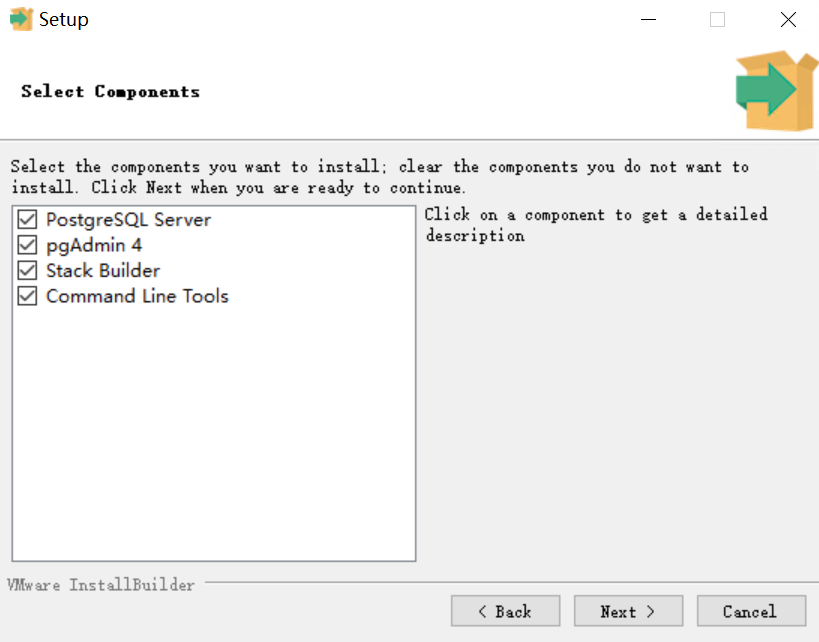 Setup
Select Components
Select the components you want to install; clear the components you do not want to
install. Click Next when you are ready to continue.
PostgreSQL Server
pgAdmin 4
Stack Builder
Command Line Tools
Click on a component to get a detailed
description
VMware InstallBuilder
< Back
Next >
Cancel